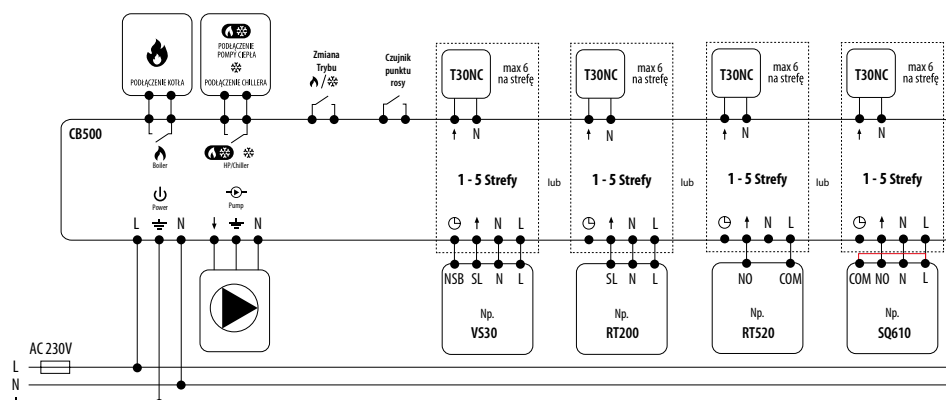 PODŁĄCZENIE KOTŁA
PODŁĄCZENIE
POMPY CIEPŁA
PODŁĄCZENIE CHILLERA
Zmiana
Trybu
/
Czujnik
punktu
rosy
T30NC
max 6
na strefę
T30NC
max 6
na strefę
T30NC
max 6
na strefę
T30NC
max 6
na strefę
CB500
Boiler
HP/Chiller
N
N
N
N
1 - 5 Strefy
lub
1 - 5 Strefy
lub
1 - 5 Strefy
lub
1 - 5 Strefy
Power
Pump
L
N
N
N
L
N
L
N
L
N
L
NSB
SL
N
L
SL
N
L
NO
COM
COM
NO
N
L
Np.
VS30
Np.
RT200
Np.
RT520
Np.
SQ610
AC 230V
L
N